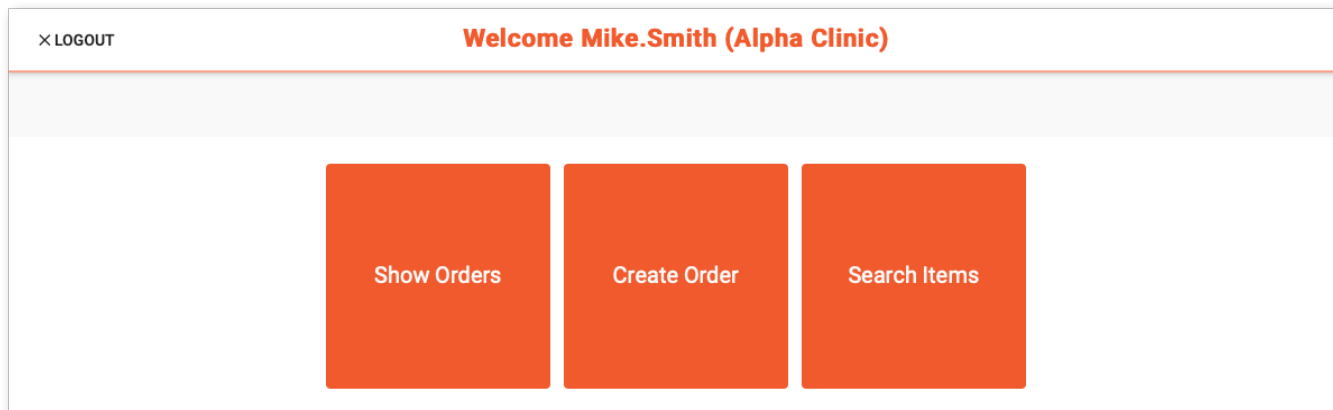 × LOGOUT
Welcome Mike.Smith (Alpha Clinic)
Show Orders
Create Order
Search Items